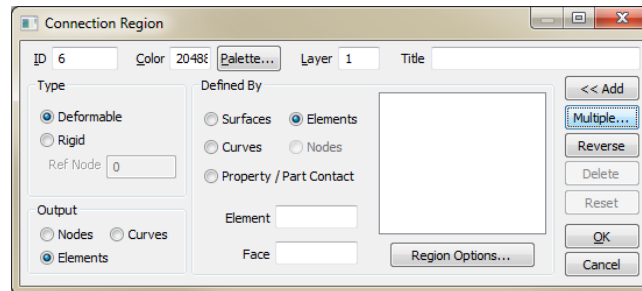 Connection Region
ID 6 Color 20488 Palette... Layer 1 Title
Type
Deformable
Rigid
Ref Node 0
Output
Nodes Curves
Elements
Defined By
Surfaces Elements
Curves Nodes
Property / Part Contact
Element
Face
Region Options...
<< Add
Multiple...
Reverse
Delete
Reset
OK
Cancel